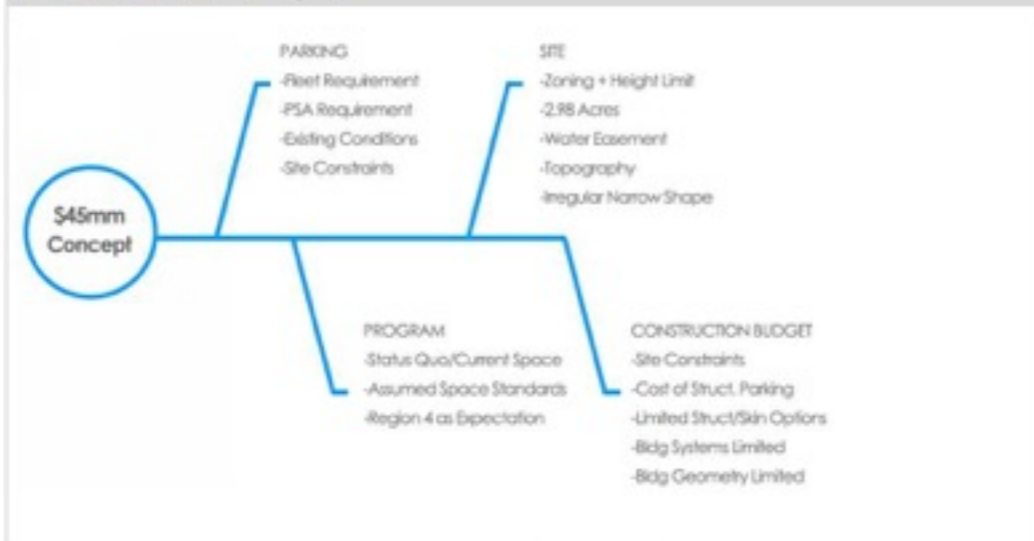 $45mm
Concept
PARKING
-Fleet Requirement
-PSA Requirement
-Existing Conditions
-Site Constraints
SITE
-Zoning + Height Limit
-2.98 Acres
-Water Easement
-Topography
-Irregular Narrow Shape
PROGRAM
-Status Quo/Current Space
-Assumed Space Standards
-Region 4 as Expectation
CONSTRUCTION BUDGET
-Site Constraints
-Cost of Struct. Parking
-Limited Struct/Skin Options
-Bldg Systems Limited
-Bldg Geometry Limited